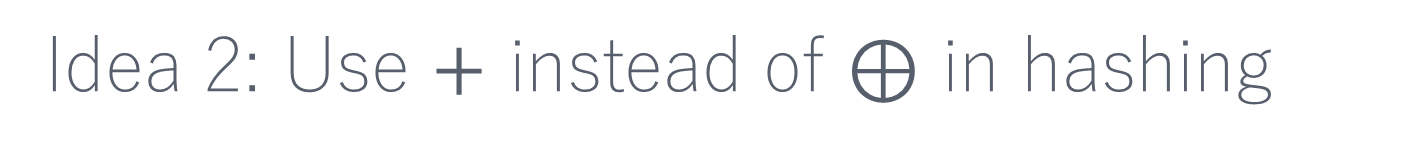 Idea 2: Use + instead of ⊕ in hashing